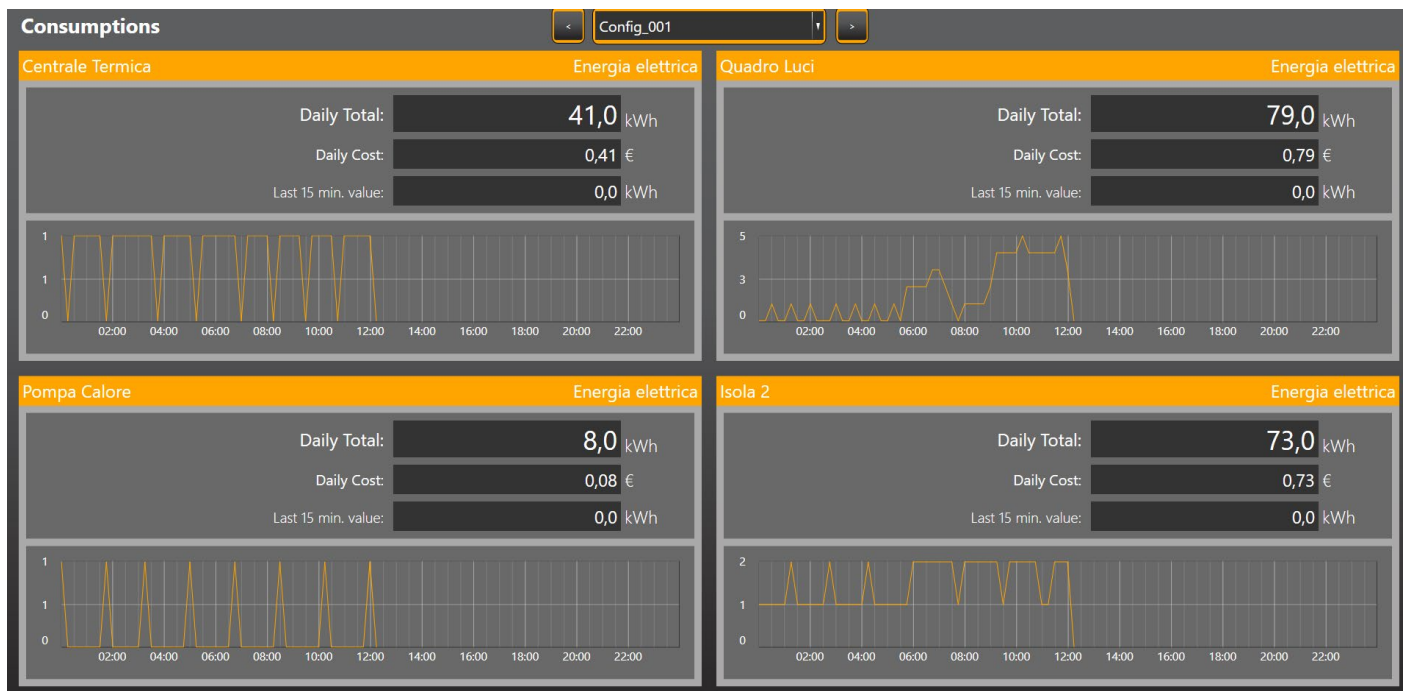 Consumptions < Config_001 >
Centrale Termica Energia elettrica
Daily Total: 41,0 kWh
Daily Cost: 0,41 €
Last 15 min. value: 0,0 kWh
1
1
0
02:00 04:00 06:00 08:00 10:00 12:00 14:00 16:00 18:00 20:00 22:00
Quadro Luci Energia elettrica
Daily Total: 79,0 kWh
Daily Cost: 0,79 €
Last 15 min. value: 0,0 kWh
5
3
0
02:00 04:00 06:00 08:00 10:00 12:00 14:00 16:00 18:00 20:00 22:00
Pompa Calore Energia elettrica
Daily Total: 8,0 kWh
Daily Cost: 0,08 €
Last 15 min. value: 0,0 kWh
1
1
0
02:00 04:00 06:00 08:00 10:00 12:00 14:00 16:00 18:00 20:00 22:00
Isola 2 Energia elettrica
Daily Total: 73,0 kWh
Daily Cost: 0,73 €
Last 15 min. value: 0,0 kWh
2
1
0
02:00 04:00 06:00 08:00 10:00 12:00 14:00 16:00 18:00 20:00 22:00